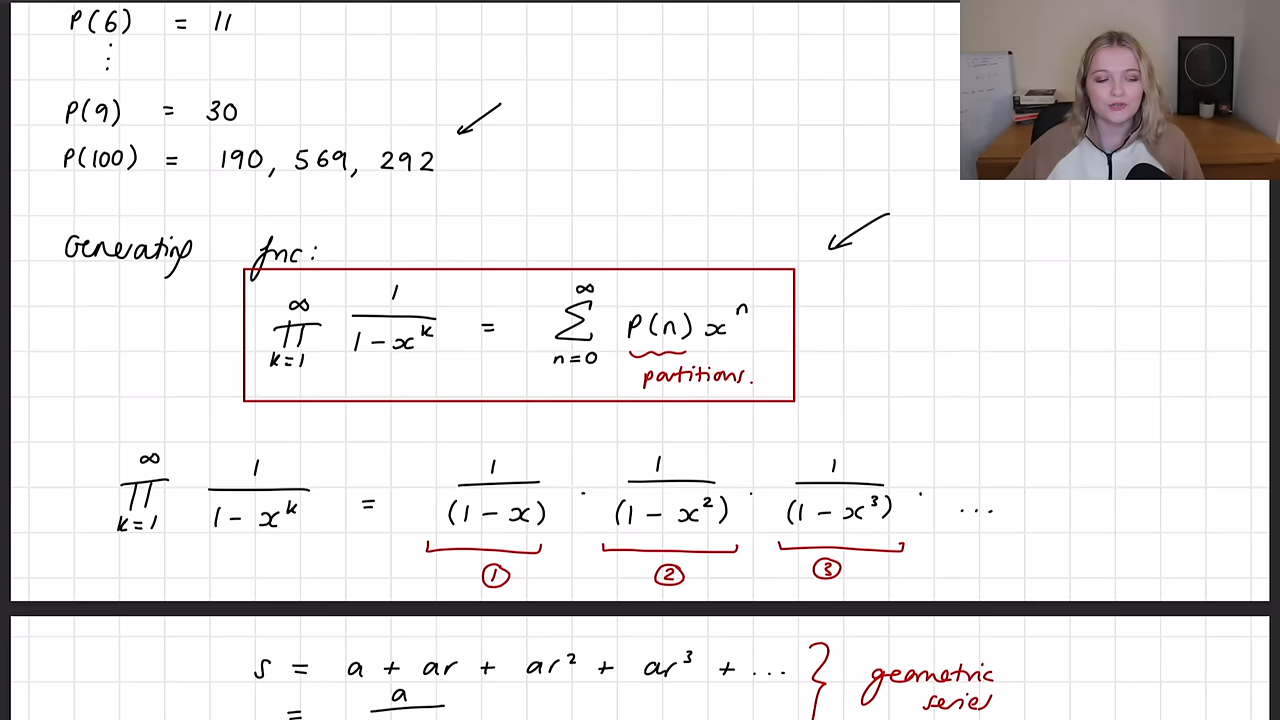 P(6) = 11
⋮
P(9) = 30
P(100) = 190, 569, 292
Generating fnc:
∞ ∏ k=1 1/(1 - x^k) = ∞ ∑ n=0 P(n) x^n
partitions.
∞ ∏ k=1 1/(1 - x^k) = 1/(1 - x) · 1/(1 - x²) · 1/(1 - x³) · ...
① ② ③
s = a + ar + ar² + ar³ + ... } geometric
series
= a